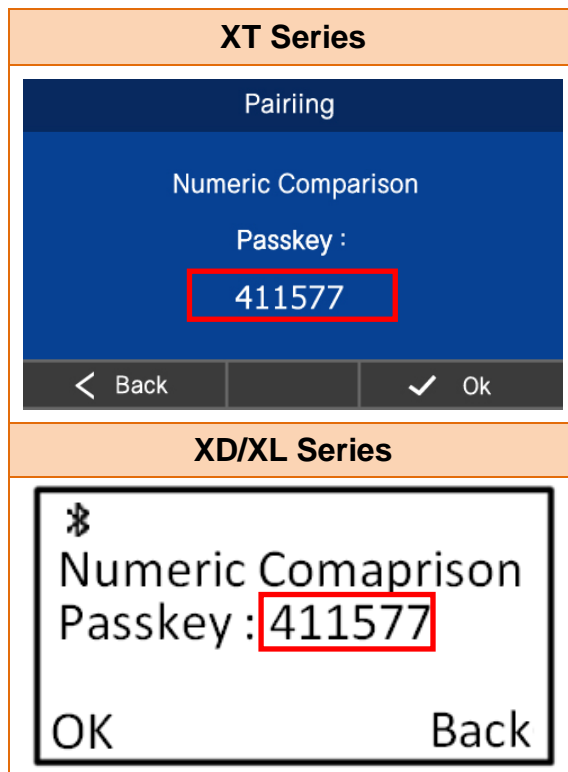 XT Series
Pairiing
Numeric Comparison
Passkey :
411577
Back Ok
XD/XL Series
Numeric Comaprison
Passkey : 411577
OK Back